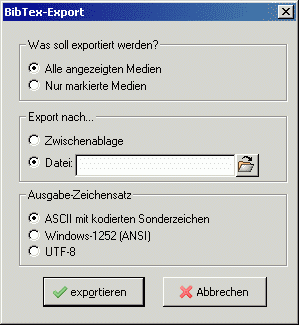 BibTex-Export
Was soll exportiert werden?
Alle angezeigten Medien
Nur markierte Medien
Export nach...
Zwischenablage
Datei:
Ausgabe-Zeichensatz
ASCII mit kodierten Sonderzeichen
Windows-1252 (ANSI)
UTF-8
exportieren Abbrechen